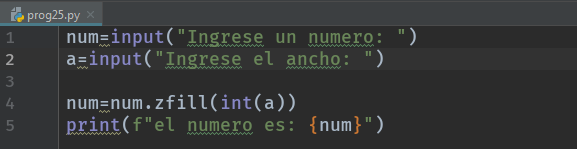 prog25.py
1 num=input("Ingrese un numero: ")
2 a=input("Ingrese el ancho: ")
3
4 num=num.zfill(int(a))
5 print(f"el numero es: {num}")